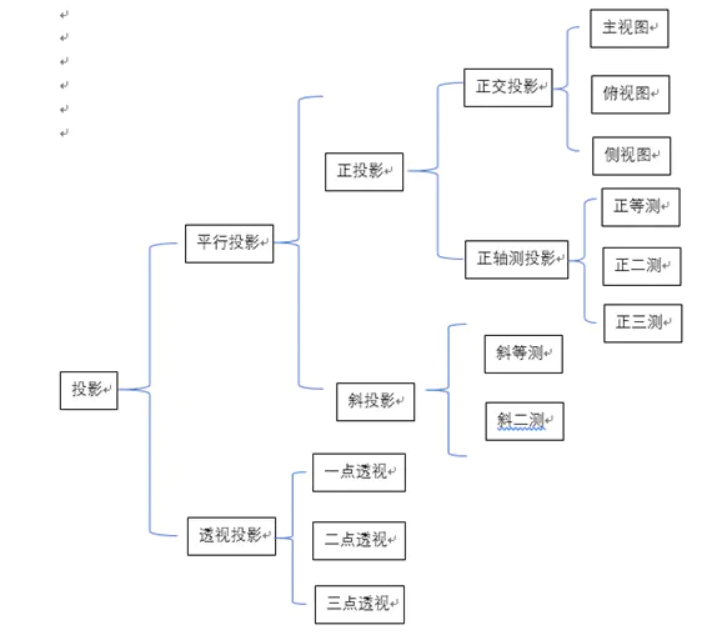 主视图
正交投影
俯视图
侧视图
正投影
正等测
平行投影
正轴测投影
正二测
正三测
斜等测
投影
斜投影
斜二测
一点透视
透视投影
二点透视
三点透视